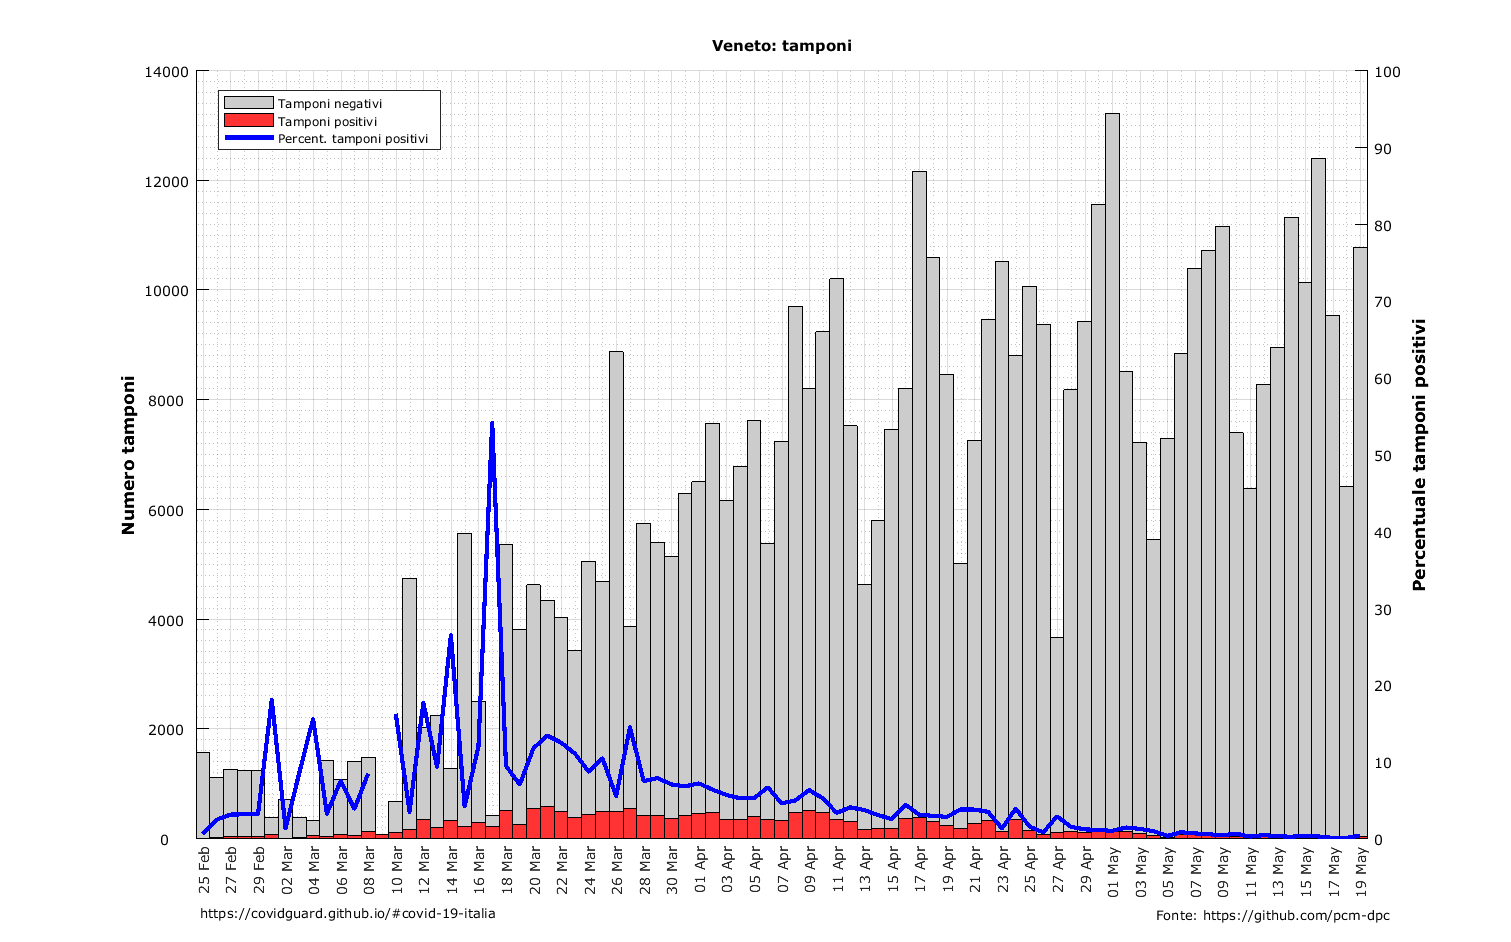 Veneto: tamponi
14000
12000
10000
8000
6000
4000
2000
0
Numero tamponi
Tamponi negativi
Tamponi positivi
Percent. tamponi positivi
100
90
80
70
60
50
40
30
20
10
0
Percentuale tamponi positivi
25 Feb
27 Feb
29 Feb
02 Mar
04 Mar
06 Mar
08 Mar
10 Mar
12 Mar
14 Mar
16 Mar
18 Mar
20 Mar
22 Mar
24 Mar
26 Mar
28 Mar
30 Mar
01 Apr
03 Apr
05 Apr
07 Apr
09 Apr
11 Apr
13 Apr
15 Apr
17 Apr
19 Apr
21 Apr
23 Apr
25 Apr
27 Apr
29 Apr
01 May
03 May
05 May
07 May
09 May
11 May
13 May
15 May
17 May
19 May
https://covidguard.github.io/#covid-19-italia
Fonte: https://github.com/pcm-dpc